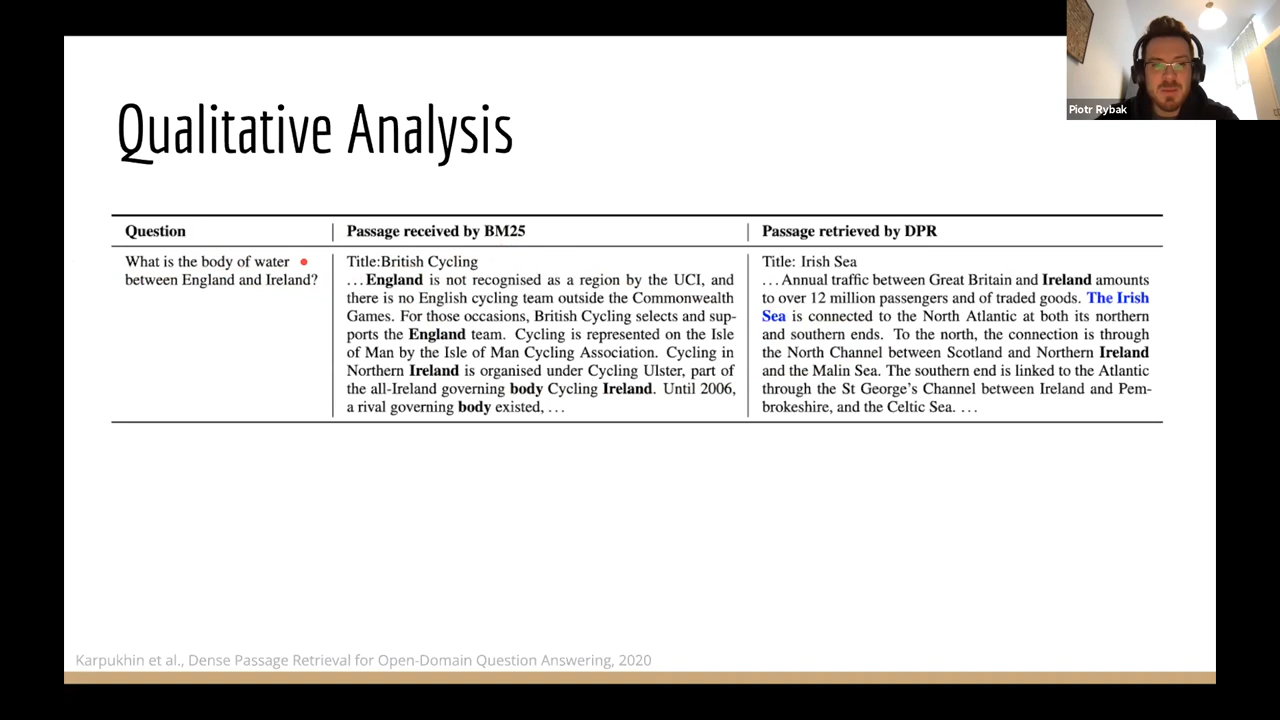 Piotr Rybak
Qualitative Analysis
Question
Passage received by BM25
Passage retrieved by DPR
What is the body of water
between England and Ireland?
Title:British Cycling
...England is not recognised as a region by the UCI, and
there is no English cycling team outside the Commonwealth
Games. For those occasions, British Cycling selects and sup-
ports the England team. Cycling is represented on the Isle
of Man by the Isle of Man Cycling Association. Cycling in
Northern Ireland is organised under Cycling Ulster, part of
the all-Ireland governing body Cycling Ireland. Until 2006,
a rival governing body existed, ...
Title: Irish Sea
...Annual traffic between Great Britain and Ireland amounts
to over 12 million passengers and of traded goods. The Irish
Sea is connected to the North Atlantic at both its northern
and southern ends. To the north, the connection is through
the North Channel between Scotland and Northern Ireland
and the Malin Sea. The southern end is linked to the Atlantic
through the St George's Channel between Ireland and Pem-
brokeshire, and the Celtic Sea. ...
Karpukhin et al., Dense Passage Retrieval for Open-Domain Question Answering, 2020